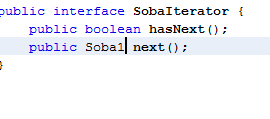 public interface SobaIterator {
public boolean hasNext();
public Soba1 next();
}